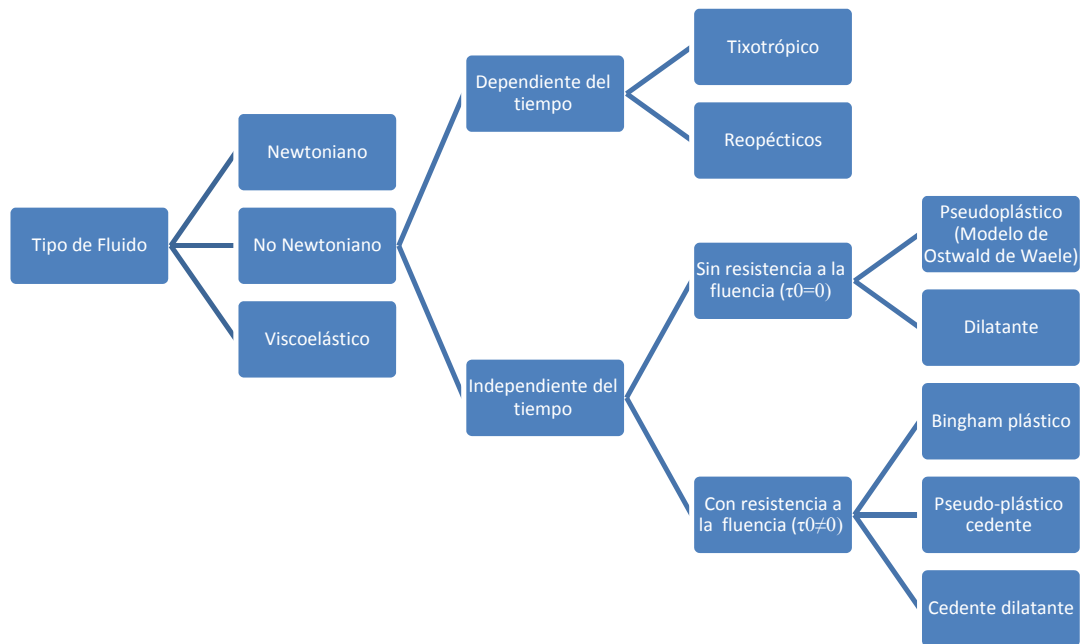 Tipo de Fluido
Newtoniano
No Newtoniano
Viscoelástico
Dependiente del
tiempo
Independiente del
tiempo
Tixotrópico
Reopécticos
Sin resistencia a la
fluencia (τ0=0)
Con resistencia a
la fluencia (τ0≠0)
Pseudoplástico
(Modelo de
Ostwald de Waele)
Dilatante
Bingham plástico
Pseudo-plástico
cedente
Cedente dilatante